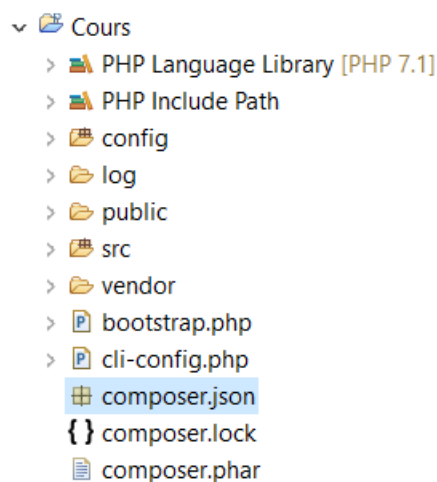 Cours
PHP Language Library [PHP 7.1]
PHP Include Path
config
log
public
src
vendor
bootstrap.php
cli-config.php
composer.json
{ } composer.lock
composer.phar